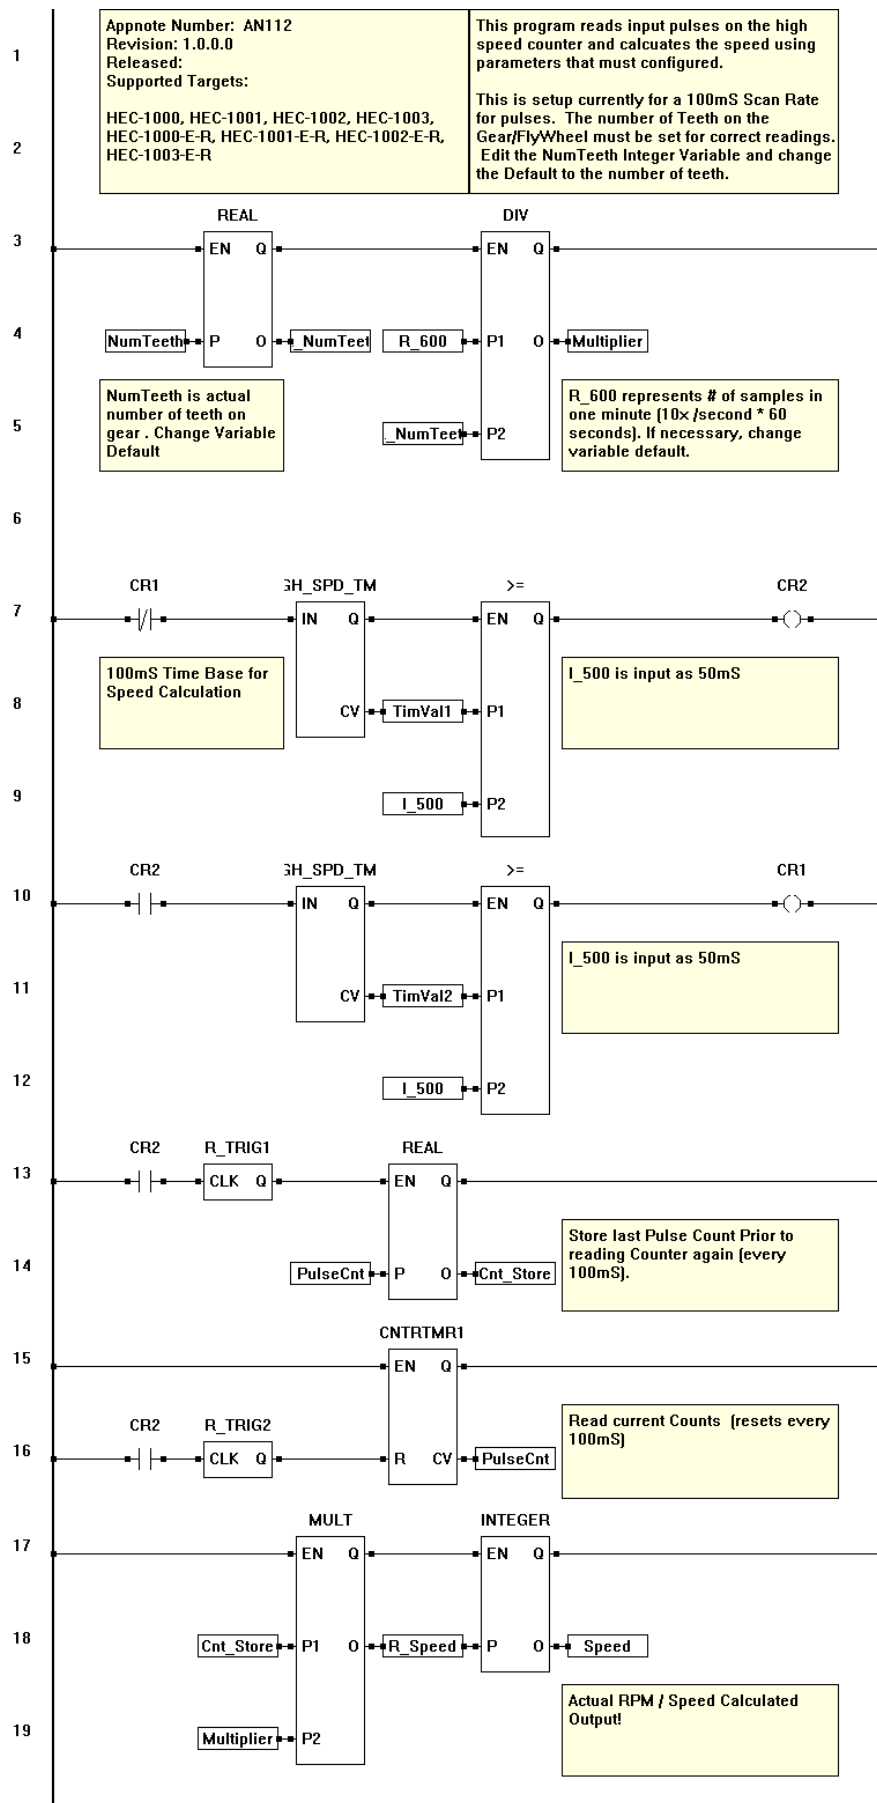 Appnote Number: AN112
Revision: 1.0.0.0
Released:
Supported Targets:
HEC-1000, HEC-1001, HEC-1002, HEC-1003,
HEC-1000-E-R, HEC-1001-E-R, HEC-1002-E-R,
HEC-1003-E-R
This program reads input pulses on the high
speed counter and calcuates the speed using
parameters that must configured.
This is setup currently for a 100mS Scan Rate
for pulses. The number of Teeth on the
Gear/FlyWheel must be set for correct readings.
Edit the NumTeeth Integer Variable and change
the Default to the number of teeth.
1
2
REAL DIV
3 EN Q EN Q
4 NumTeeth P O _NumTeet R_600 P1 O Multiplier
NumTeeth is actual
number of teeth on
gear . Change Variable
Default
R_600 represents # of samples in
one minute (10x /second * 60
seconds). If necessary, change
variable default.
5 _NumTeet P2
6
CR1 GH_SPD_TM >= CR2
7 IN Q EN Q
100mS Time Base for
Speed Calculation
I_500 is input as 50mS
8 CV TimVal1 P1
9 I_500 P2
CR2 GH_SPD_TM >= CR1
10 IN Q EN Q
I_500 is input as 50mS
11 CV TimVal2 P1
12 I_500 P2
CR2 R_TRIG1 REAL
13 CLK Q EN Q
Store last Pulse Count Prior to
reading Counter again (every
100mS).
14 PulseCnt P O Cnt_Store
CNTRTMR1
15 EN Q
Read current Counts (resets every
100mS)
CR2 R_TRIG2
16 CLK Q R CV PulseCnt
MULT INTEGER
17 EN Q EN Q
18 Cnt_Store P1 O R_Speed P O Speed
Actual RPM / Speed Calculated
Output!
19 Multiplier P2